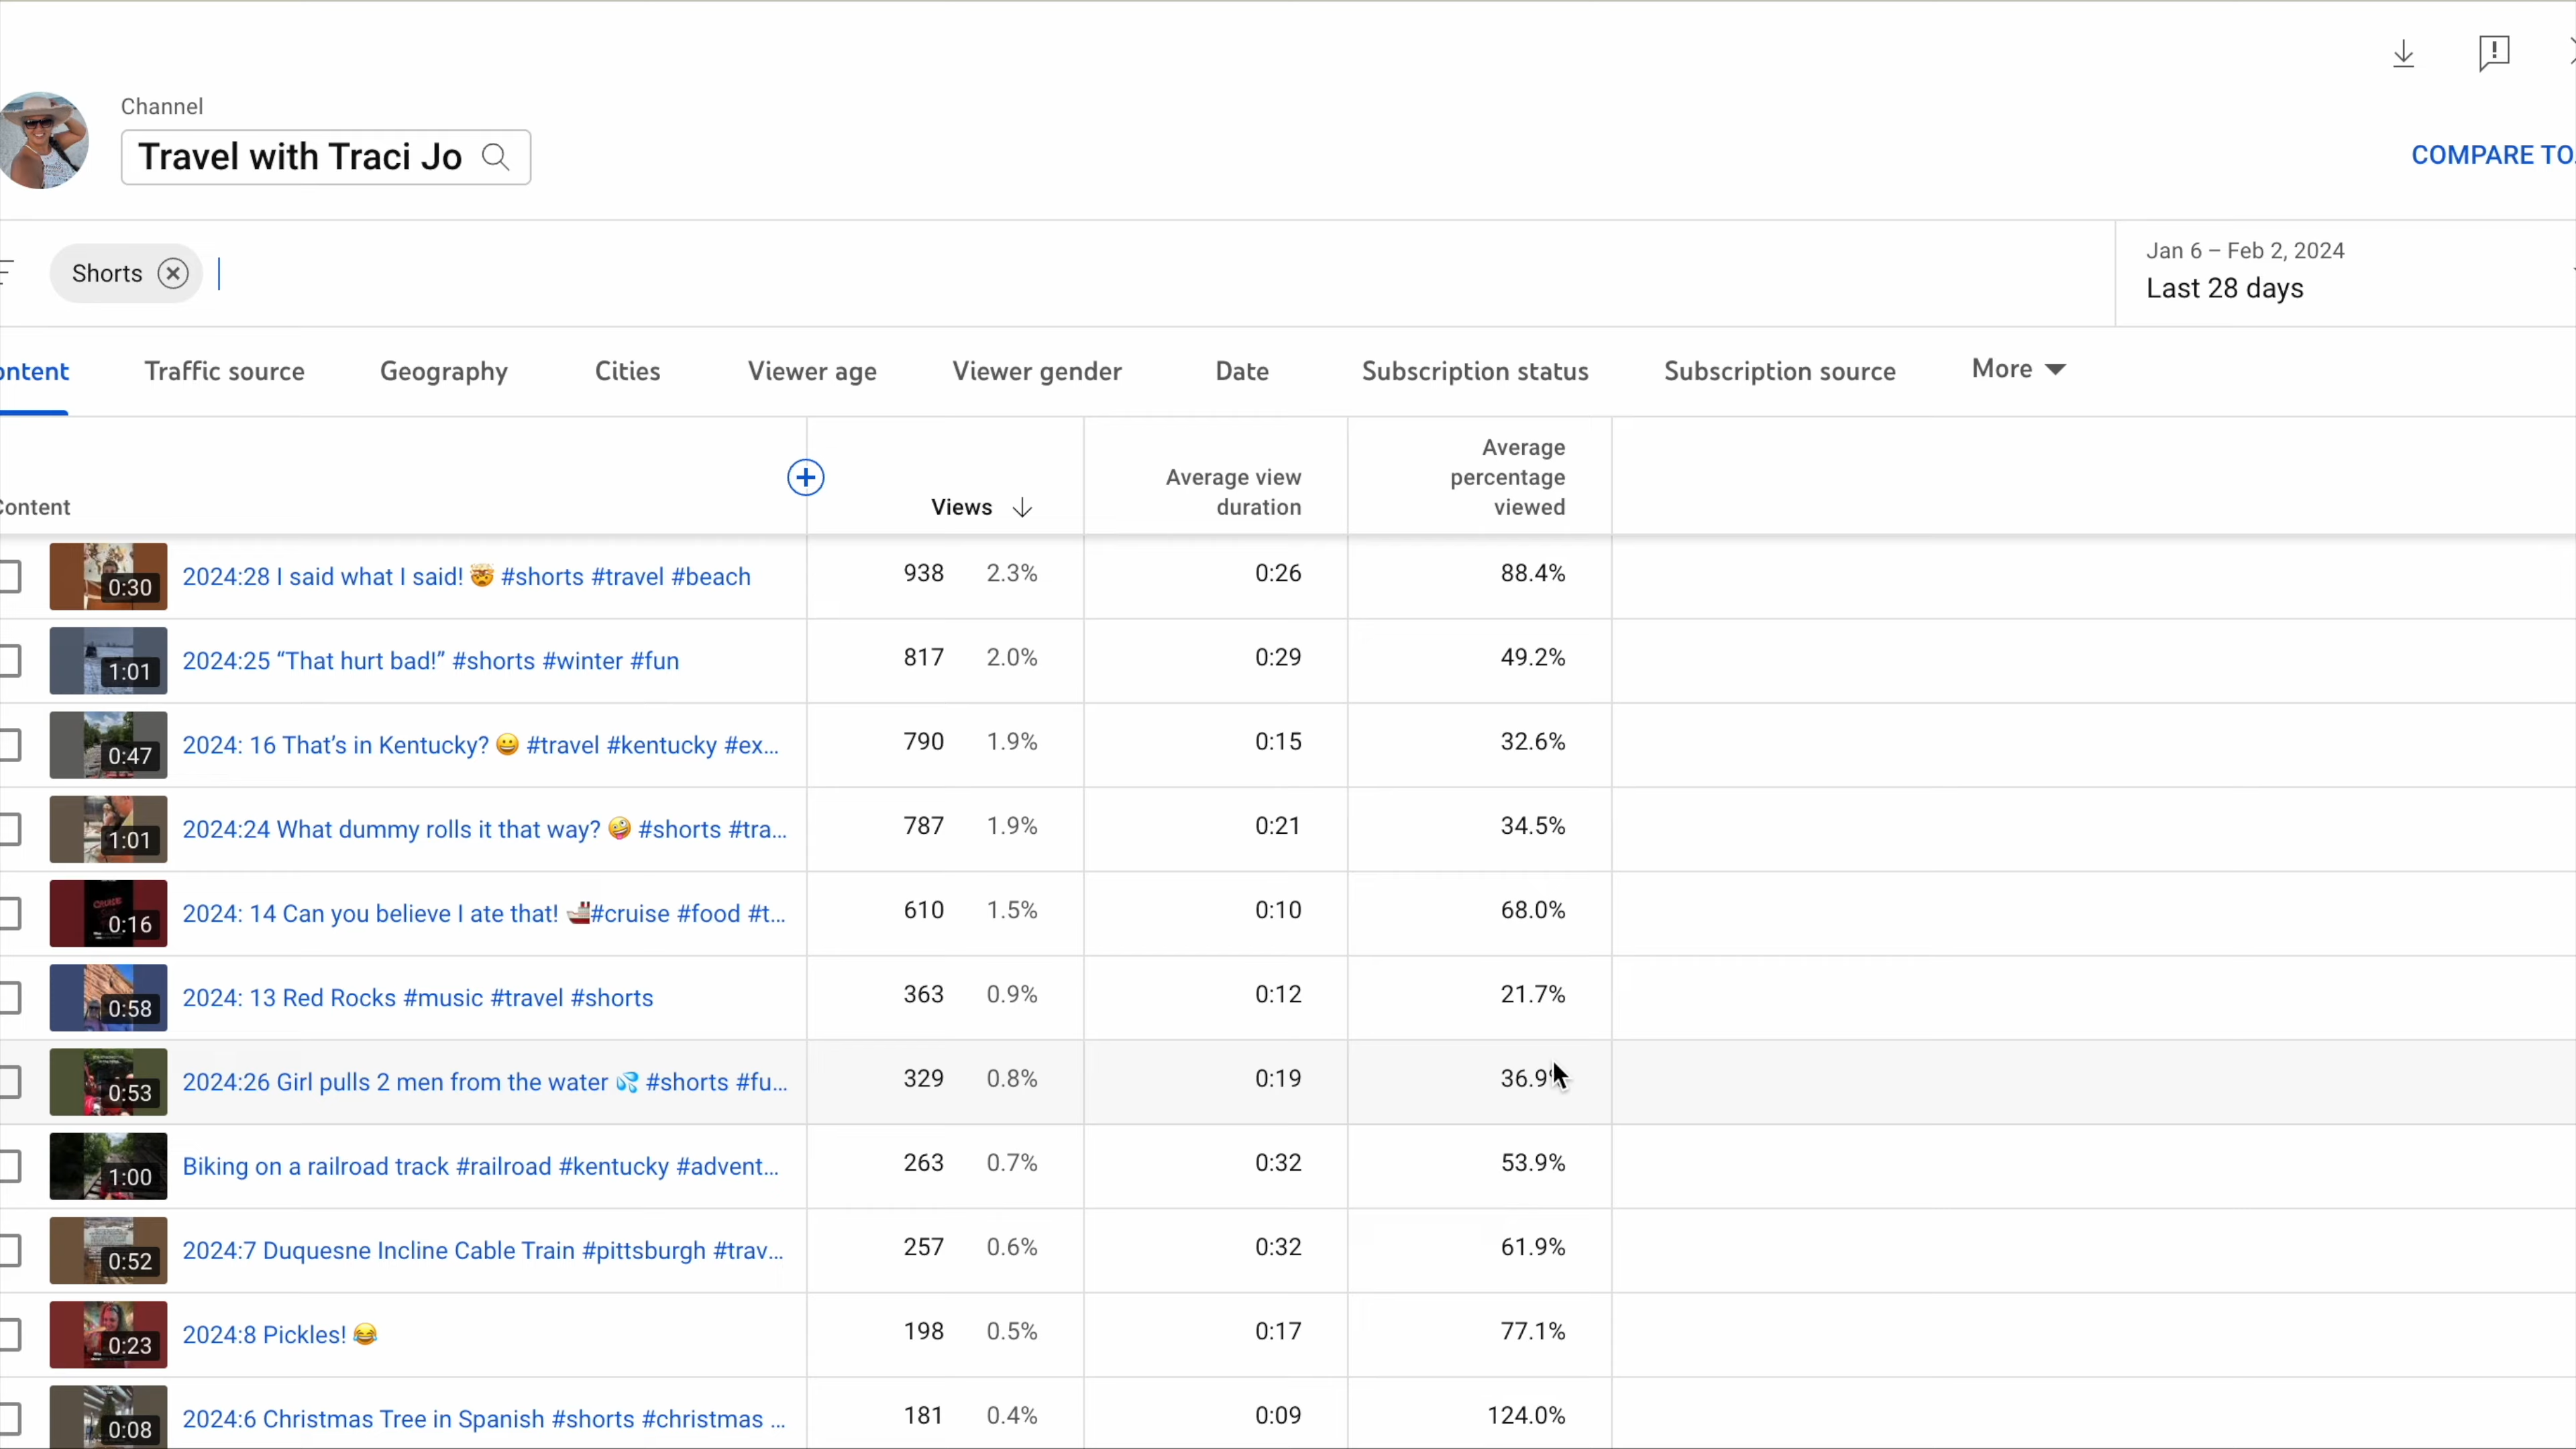 Channel
Travel with Traci Jo
COMPARE TO
Shorts
Jan 6 – Feb 2, 2024
Last 28 days
ontent Traffic source Geography Cities Viewer age Viewer gender Date Subscription status Subscription source More
Content Views Average view duration Average percentage viewed
0:30 2024:28 I said what I said! 🤯 #shorts #travel #beach 938 2.3% 0:26 88.4%
1:01 2024:25 “That hurt bad!” #shorts #winter #fun 817 2.0% 0:29 49.2%
0:47 2024: 16 That’s in Kentucky? 😀 #travel #kentucky #ex... 790 1.9% 0:15 32.6%
1:01 2024:24 What dummy rolls it that way? 🤪 #shorts #tra... 787 1.9% 0:21 34.5%
0:16 2024: 14 Can you believe I ate that! 🚢#cruise #food #t... 610 1.5% 0:10 68.0%
0:58 2024: 13 Red Rocks #music #travel #shorts 363 0.9% 0:12 21.7%
0:53 2024:26 Girl pulls 2 men from the water 💦 #shorts #fu... 329 0.8% 0:19 36.9%
1:00 Biking on a railroad track #railroad #kentucky #advent... 263 0.7% 0:32 53.9%
0:52 2024:7 Duquesne Incline Cable Train #pittsburgh #trav... 257 0.6% 0:32 61.9%
0:23 2024:8 Pickles! 😂 198 0.5% 0:17 77.1%
0:08 2024:6 Christmas Tree in Spanish #shorts #christmas ... 181 0.4% 0:09 124.0%